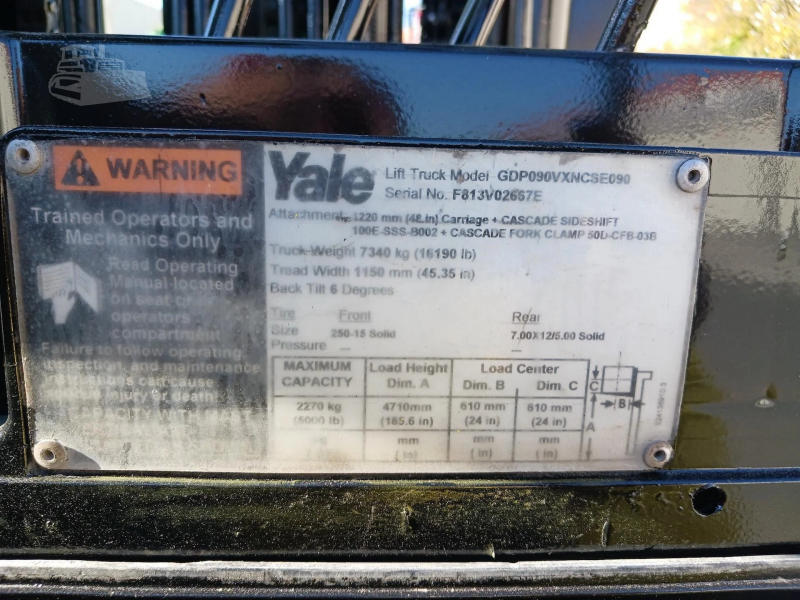 WARNING
Trained Operators and
Mechanics Only
Read Operating
Manual located
on seat or
operators
compartment
Failure to follow operating,
inspection, and maintenance
instructions can cause
injury or death
Yale
Lift Truck Model GDP090VXNCSE090
Serial No. F813V02667E
Attachment 1220 mm (48 in) Carriage + CASCADE SIDESHIFT
100E-SSS-B002 + CASCADE FORK CLAMP 50D-CFB-03B
Truck Weight 7340 kg (16190 lb)
Tread Width 1150 mm (45.35 in)
Back Tilt 6 Degrees
Tire Front Rear
Size 250-15 Solid 7.00X12/5.00 Solid
Pressure — —
MAXIMUM CAPACITY Load Height Dim. A Load Center Dim. B Dim. C
2270 kg 4710mm 610 mm 610 mm
(5000 lb) (185.6 in) (24 in) (24 in)
mm mm mm
( in) ( in) ( in)
C
B
A